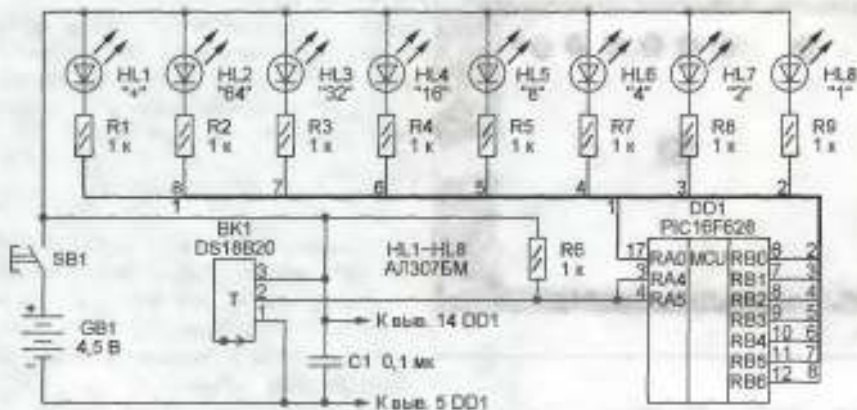 HL1 HL2 HL3 HL4 HL5 HL6 HL7 HL8
"+" "64" "32" "16" "8" "4" "2" "1"
R1 R2 R3 R4 R5 R7 R8 R9
1 к 1 к 1 к 1 к 1 к 1 к 1 к 1 к
1 8 7 6 5 4 3 2
1 DD1
BK1 PIC16F628
DS18B20
HL1–HL8
АЛ307БМ
R6
1 к
SB1
T
3
2
1
17 RA0 MCU RB0 6 2
3 RA4 RB1 7 3
4 RA5 RB2 8 4
RB3 9 5
RB4 10 6
RB5 11 7
RB6 12 8
+
GB1
4,5 В
–
К выв. 14 DD1
C1 0,1 мк
К выв. 5 DD1